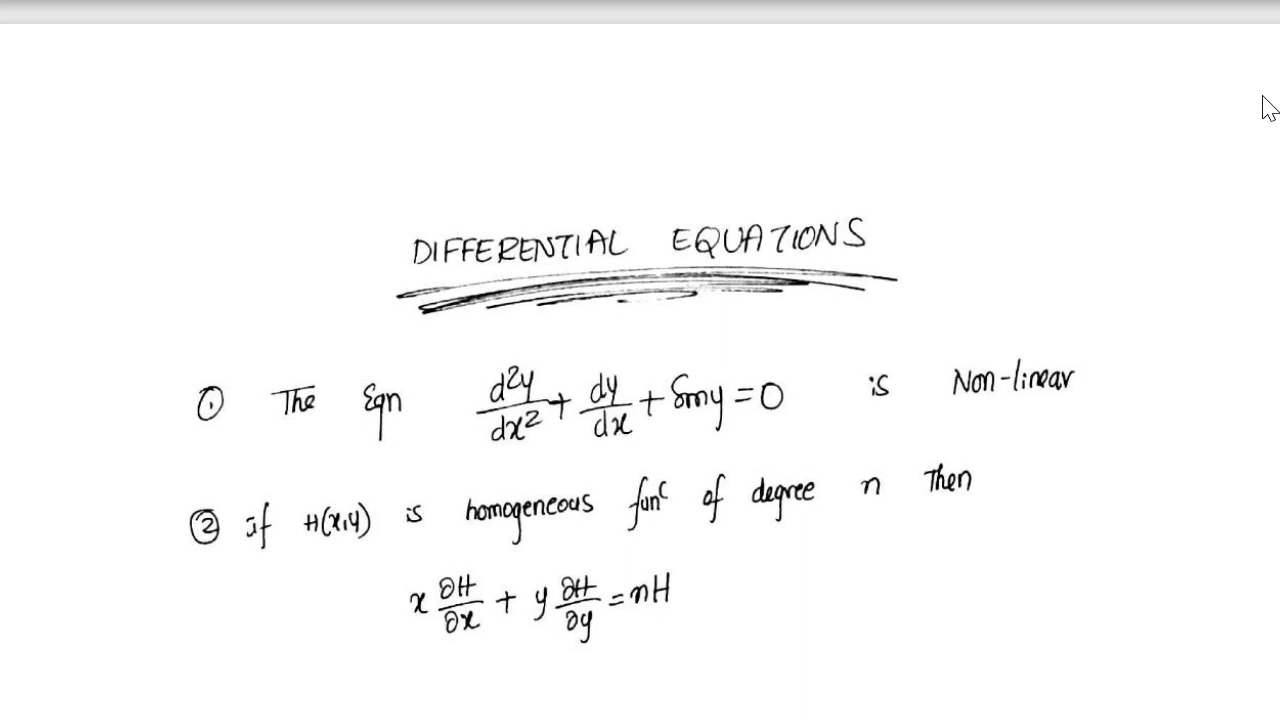 DIFFERENTIAL EQUATIONS
① The Eqn d²y/dx² + dy/dx + Siny = 0 is Non-linear
② If H(x,y) is homogeneous funᶜ of degree n Then
x ∂H/∂x + y ∂H/∂y = nH